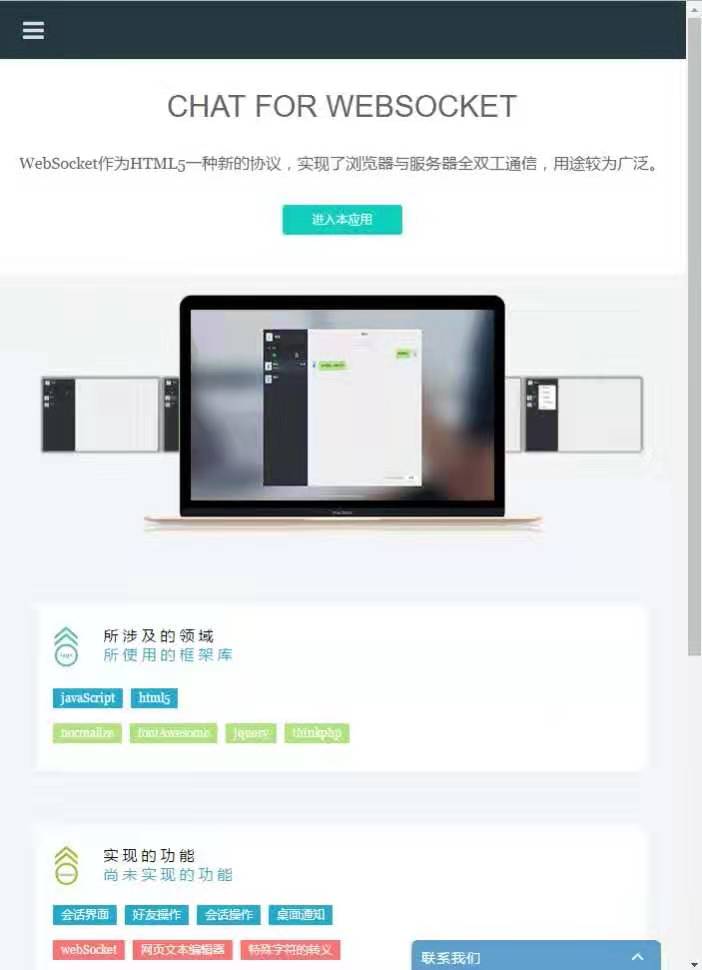 CHAT FOR WEBSOCKET
WebSocket作为HTML5一种新的协议，实现了浏览器与服务器全双工通信，用途较为广泛。
进入本应用
所涉及的领域
所使用的框架库
javaScript html5
normalize fontAwesome jquery thinkphp
实现的功能
尚未实现的功能
会话界面 好友操作 会话操作 桌面通知
webSocket 网页文本编辑器 特殊字符的转义
联系我们